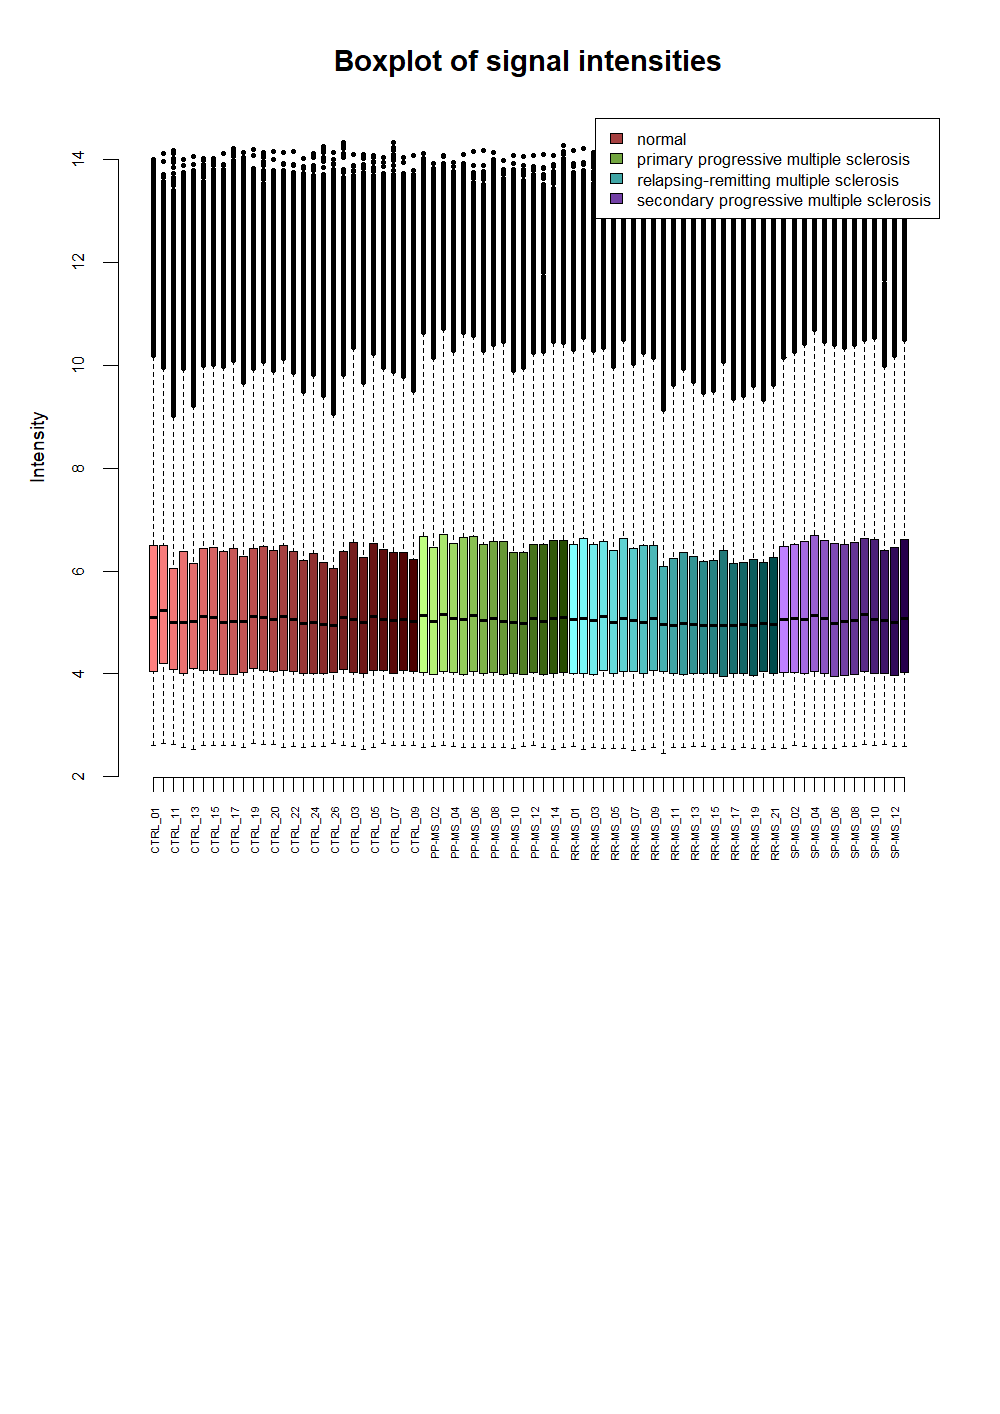 Boxplot of signal intensities
normal
primary progressive multiple sclerosis
relapsing-remitting multiple sclerosis
secondary progressive multiple sclerosis
Intensity
14
12
10
8
6
4
2
CTRL_01
CTRL_11
CTRL_13
CTRL_15
CTRL_17
CTRL_19
CTRL_20
CTRL_22
CTRL_24
CTRL_26
CTRL_03
CTRL_05
CTRL_07
CTRL_09
PP-MS_02
PP-MS_04
PP-MS_06
PP-MS_08
PP-MS_10
PP-MS_12
PP-MS_14
RR-MS_01
RR-MS_03
RR-MS_05
RR-MS_07
RR-MS_09
RR-MS_11
RR-MS_13
RR-MS_15
RR-MS_17
RR-MS_19
RR-MS_21
SP-MS_02
SP-MS_04
SP-MS_06
SP-MS_08
SP-MS_10
SP-MS_12